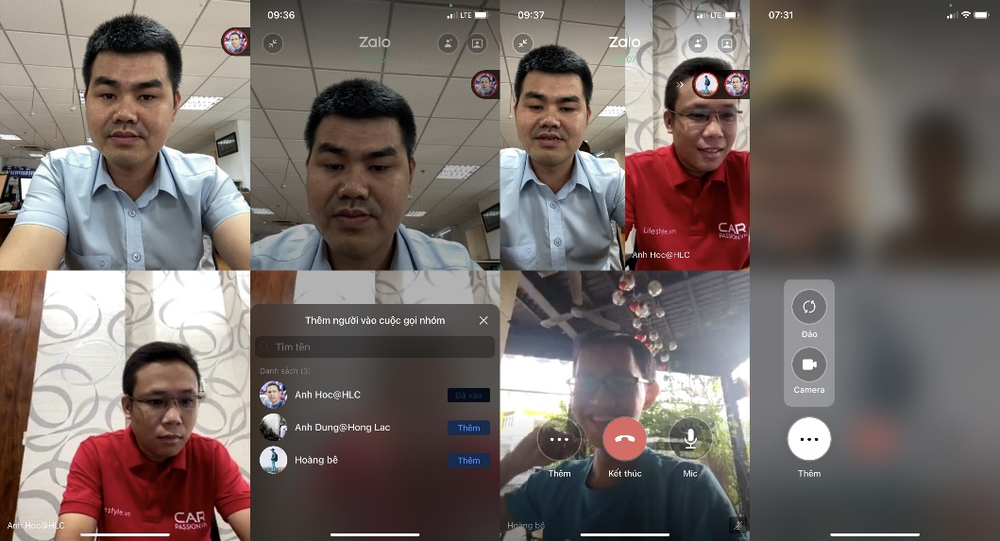 Anh Hoc@HLC
09:36
LTE
Zalo
Thêm người vào cuộc gọi nhóm
Tìm tên
Danh sách (3)
Anh Hoc@HLC
Đã vào
Anh Dung@Hong Lac
Thêm
Hoàng bê
Thêm
09:37
LTE
Zalo
Lifestyle.vn
CAR
PASSION.VN
Anh Hoc@HLC
Thêm
Kết thúc
Mic
Hoàng bê
07:31
Đảo
Camera
Thêm
style.vn
CAR
PASSION.VN